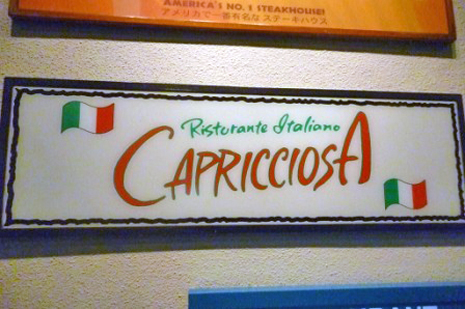 AMERICA'S NO. 1 STEAKHOUSE!
アメリカで一番有名な ステーキハウス
Ristorante Italiano
CAPRICCIOSA